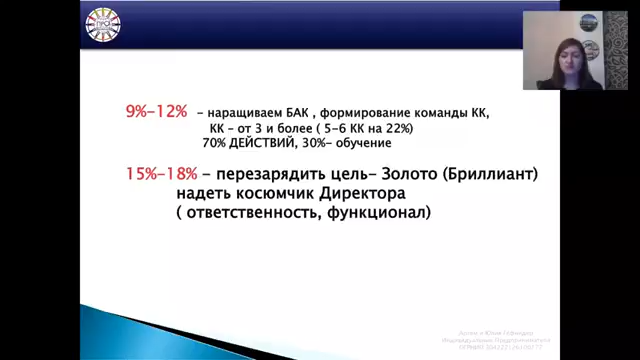 9%-12% - наращиваем БАК , формирование команды КК,
КК - от 3 и более ( 5-6 КК на 22%)
70% ДЕЙСТВИЙ, 30%- обучение
15%-18% - перезарядить цель- Золото (Бриллиант)
надеть косюмчик Директора
( ответственность, функционал)